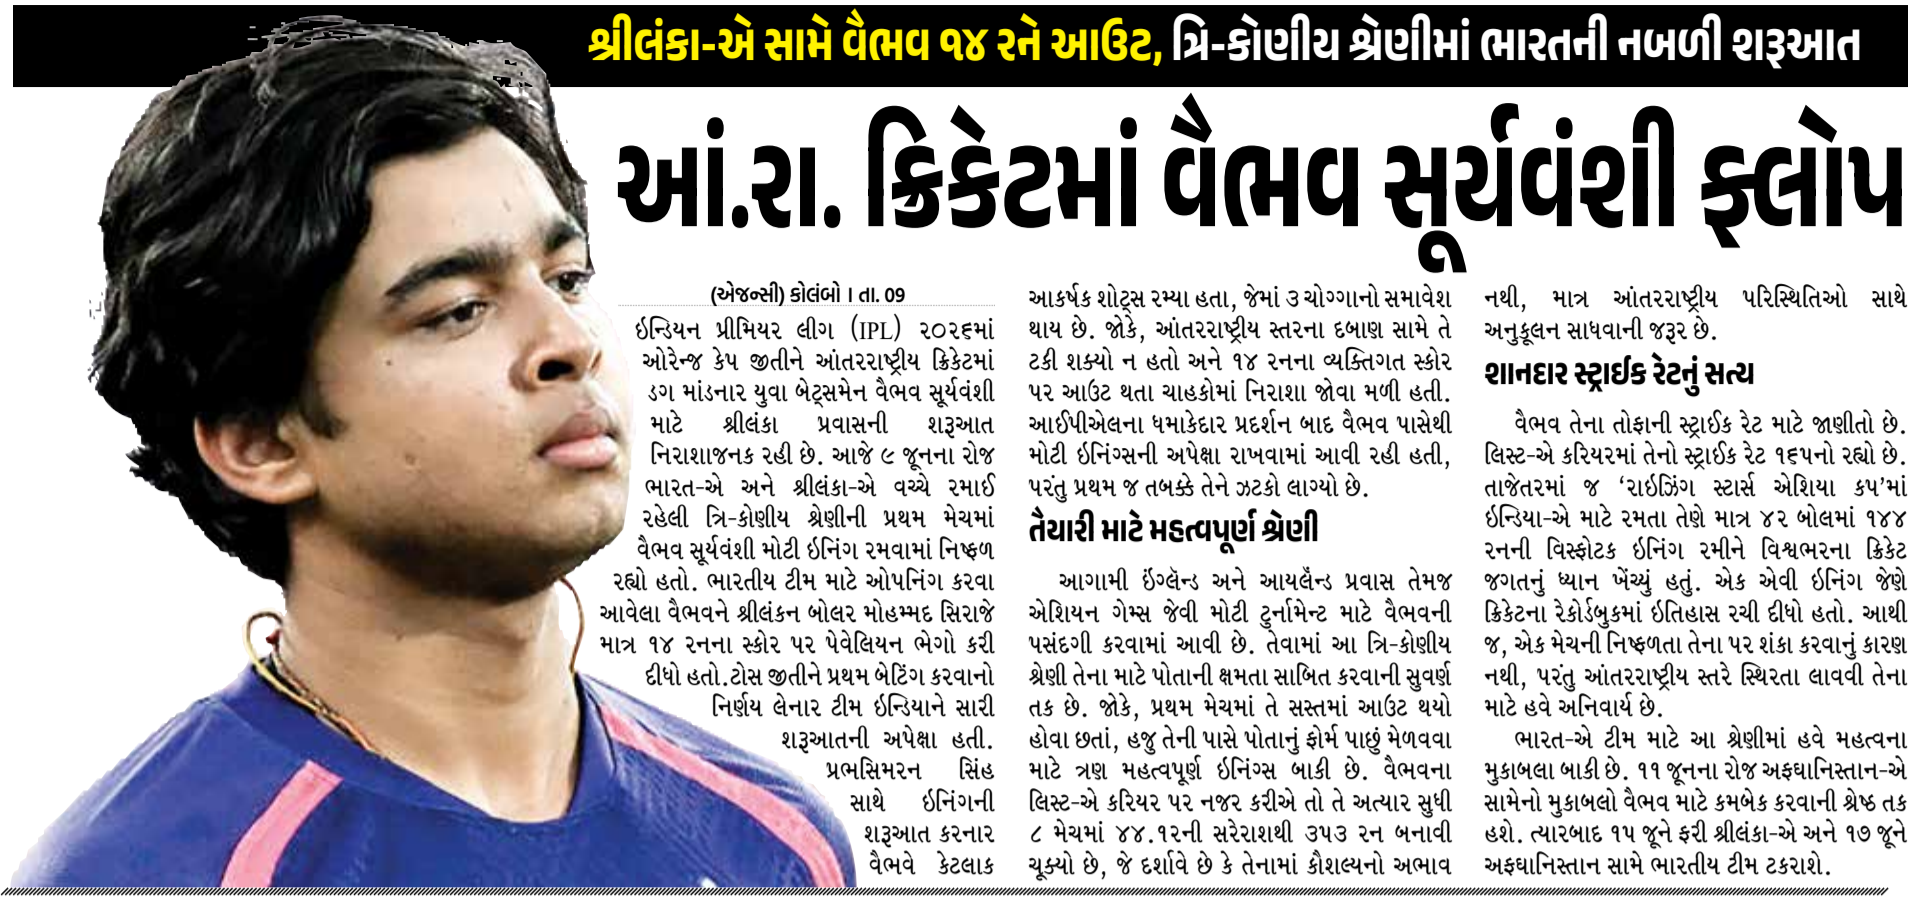 શ્રીલંકા-એ સામે વૈભવ ૧૪ રને આઉટ, ત્રિ-કોણીય શ્રેણીમાં ભારતની નબળી શરૂઆત
આં.રા. ક્રિકેટમાં વૈભવ સૂર્યવંશી ફ્લોપ
(એજન્સી) કોલંબો । તા. 09
ઇન્ડિયન પ્રીમિયર લીગ (IPL) ૨૦૨૬માં
ઓરેન્જ કેપ જીતીને આંતરરાષ્ટ્રીય ક્રિકેટમાં
ડગ માંડનાર યુવા બેટ્સમેન વૈભવ સૂર્યવંશી
માટે શ્રીલંકા પ્રવાસની શરૂઆત
નિરાશાજનક રહી છે. આજે ૯ જૂનના રોજ
ભારત-એ અને શ્રીલંકા-એ વચ્ચે રમાઈ
રહેલી ત્રિ-કોણીય શ્રેણીની પ્રથમ મેચમાં
વૈભવ સૂર્યવંશી મોટી ઇનિંગ રમવામાં નિષ્ફળ
રહ્યો હતો. ભારતીય ટીમ માટે ઓપનિંગ કરવા
આવેલા વૈભવને શ્રીલંકન બોલર મોહમ્મદ સિરાજે
માત્ર ૧૪ રનના સ્કોર પર પેવેલિયન ભેગો કરી
દીધો હતો.ટોસ જીતીને પ્રથમ બેટિંગ કરવાનો
નિર્ણય લેનાર ટીમ ઇન્ડિયાને સારી
શરૂઆતની અપેક્ષા હતી.
પ્રભસિમરન સિંહ
સાથે ઇનિંગની
શરૂઆત કરનાર
વૈભવે કેટલાક
આકર્ષક શોટ્સ રમ્યા હતા, જેમાં ૩ ચોગ્ગાનો સમાવેશ
થાય છે. જોકે, આંતરરાષ્ટ્રીય સ્તરના દબાણ સામે તે
ટકી શક્યો ન હતો અને ૧૪ રનના વ્યક્તિગત સ્કોર
પર આઉટ થતા ચાહકોમાં નિરાશા જોવા મળી હતી.
આઈપીએલના ધમાકેદાર પ્રદર્શન બાદ વૈભવ પાસેથી
મોટી ઇનિંગ્સની અપેક્ષા રાખવામાં આવી રહી હતી,
પરંતુ પ્રથમ જ તબક્કે તેને ઝટકો લાગ્યો છે.
તૈયારી માટે મહત્વપૂર્ણ શ્રેણી
આગામી ઇંગ્લેન્ડ અને આયર્લેન્ડ પ્રવાસ તેમજ
એશિયન ગેમ્સ જેવી મોટી ટુર્નામેન્ટ માટે વૈભવની
પસંદગી કરવામાં આવી છે. તેવામાં આ ત્રિ-કોણીય
શ્રેણી તેના માટે પોતાની ક્ષમતા સાબિત કરવાની સુવર્ણ
તક છે. જોકે, પ્રથમ મેચમાં તે સસ્તમાં આઉટ થયો
હોવા છતાં, હજુ તેની પાસે પોતાનું ફોર્મ પાછું મેળવવા
માટે ત્રણ મહત્વપૂર્ણ ઇનિંગ્સ બાકી છે. વૈભવના
લિસ્ટ-એ કરિયર પર નજર કરીએ તો તે અત્યાર સુધી
૮ મેચમાં ૪૪.૧૨ની સરેરાશથી ૩૫૩ રન બનાવી
ચૂક્યો છે, જે દર્શાવે છે કે તેનામાં કૌશલ્યનો અભાવ
નથી, માત્ર આંતરરાષ્ટ્રીય પરિસ્થિતિઓ સાથે
અનુકૂલન સાધવાની જરૂર છે.
શાનદાર સ્ટ્રાઈક રેટનું સત્ય
વૈભવ તેના તોફાની સ્ટ્રાઈક રેટ માટે જાણીતો છે.
લિસ્ટ-એ કરિયરમાં તેનો સ્ટ્રાઈક રેટ ૧૬૫નો રહ્યો છે.
તાજેતરમાં જ ‘રાઇઝિંગ સ્ટાર્સ એશિયા કપ’માં
ઇન્ડિયા-એ માટે રમતા તેણે માત્ર ૪૨ બોલમાં ૧૪૪
રનની વિસ્ફોટક ઇનિંગ રમીને વિશ્વભરના ક્રિકેટ
જગતનું ધ્યાન ખેંચ્યું હતું. એક એવી ઇનિંગ જેણે
ક્રિકેટના રેકોર્ડબુકમાં ઇતિહાસ રચી દીધો હતો. આથી
જ, એક મેચની નિષ્ફળતા તેના પર શંકા કરવાનું કારણ
નથી, પરંતુ આંતરરાષ્ટ્રીય સ્તરે સ્થિરતા લાવવી તેના
માટે હવે અનિવાર્ય છે.
ભારત-એ ટીમ માટે આ શ્રેણીમાં હવે મહત્વના
મુકાબલા બાકી છે. ૧૧ જૂનના રોજ અફઘાનિસ્તાન-એ
સામેનો મુકાબલો વૈભવ માટે કમબેક કરવાની શ્રેષ્ઠ તક
હશે. ત્યારબાદ ૧૫ જૂને ફરી શ્રીલંકા-એ અને ૧૭ જૂને
અફઘાનિસ્તાન સામે ભારતીય ટીમ ટકરાશે.